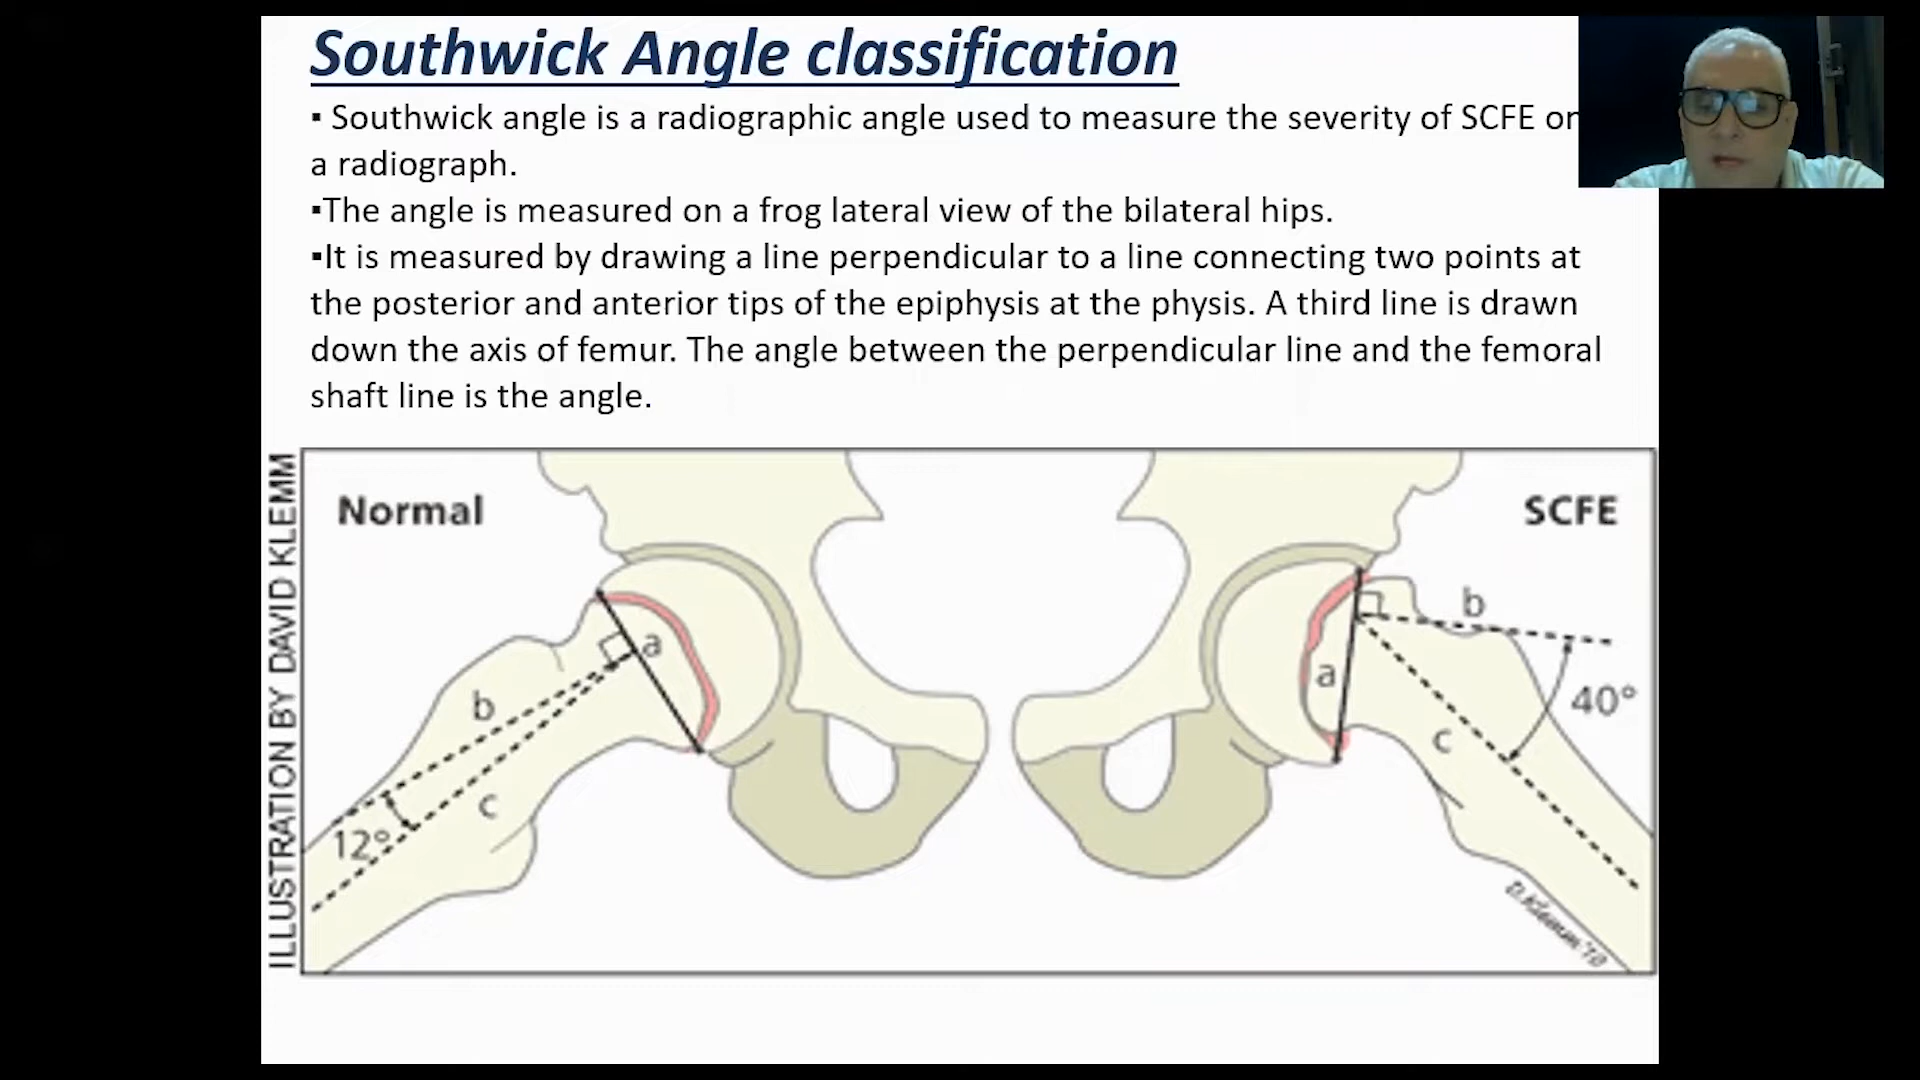 Southwick Angle classification
▪ Southwick angle is a radiographic angle used to measure the severity of SCFE on
a radiograph.
▪The angle is measured on a frog lateral view of the bilateral hips.
▪It is measured by drawing a line perpendicular to a line connecting two points at
the posterior and anterior tips of the epiphysis at the physis. A third line is drawn
down the axis of femur. The angle between the perpendicular line and the femoral
shaft line is the angle.
ILLUSTRATION BY DAVID KLEMM
Normal
a
b
c
12°
SCFE
b
a
40°
c
D.Klemm '10